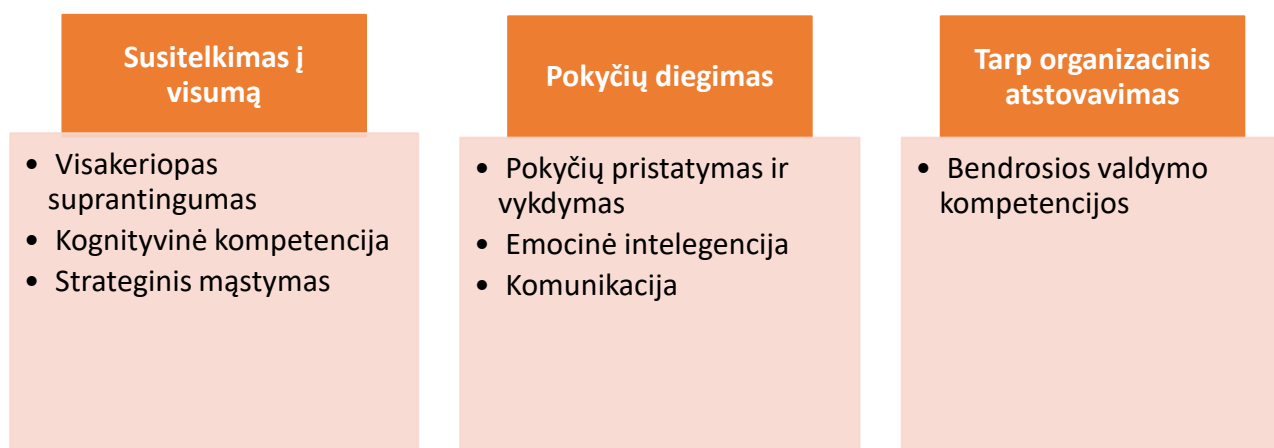 Susitelkimas į
visumą
• Visakeriopas
suprantingumas
• Kognityvinė kompetencija
• Strateginis mąstymas
Pokyčių diegimas
• Pokyčių pristatymas ir
vykdymas
• Emocinė intelegencija
• Komunikacija
Tarp organizacinis
atstovavimas
• Bendrosios valdymo
kompetencijos